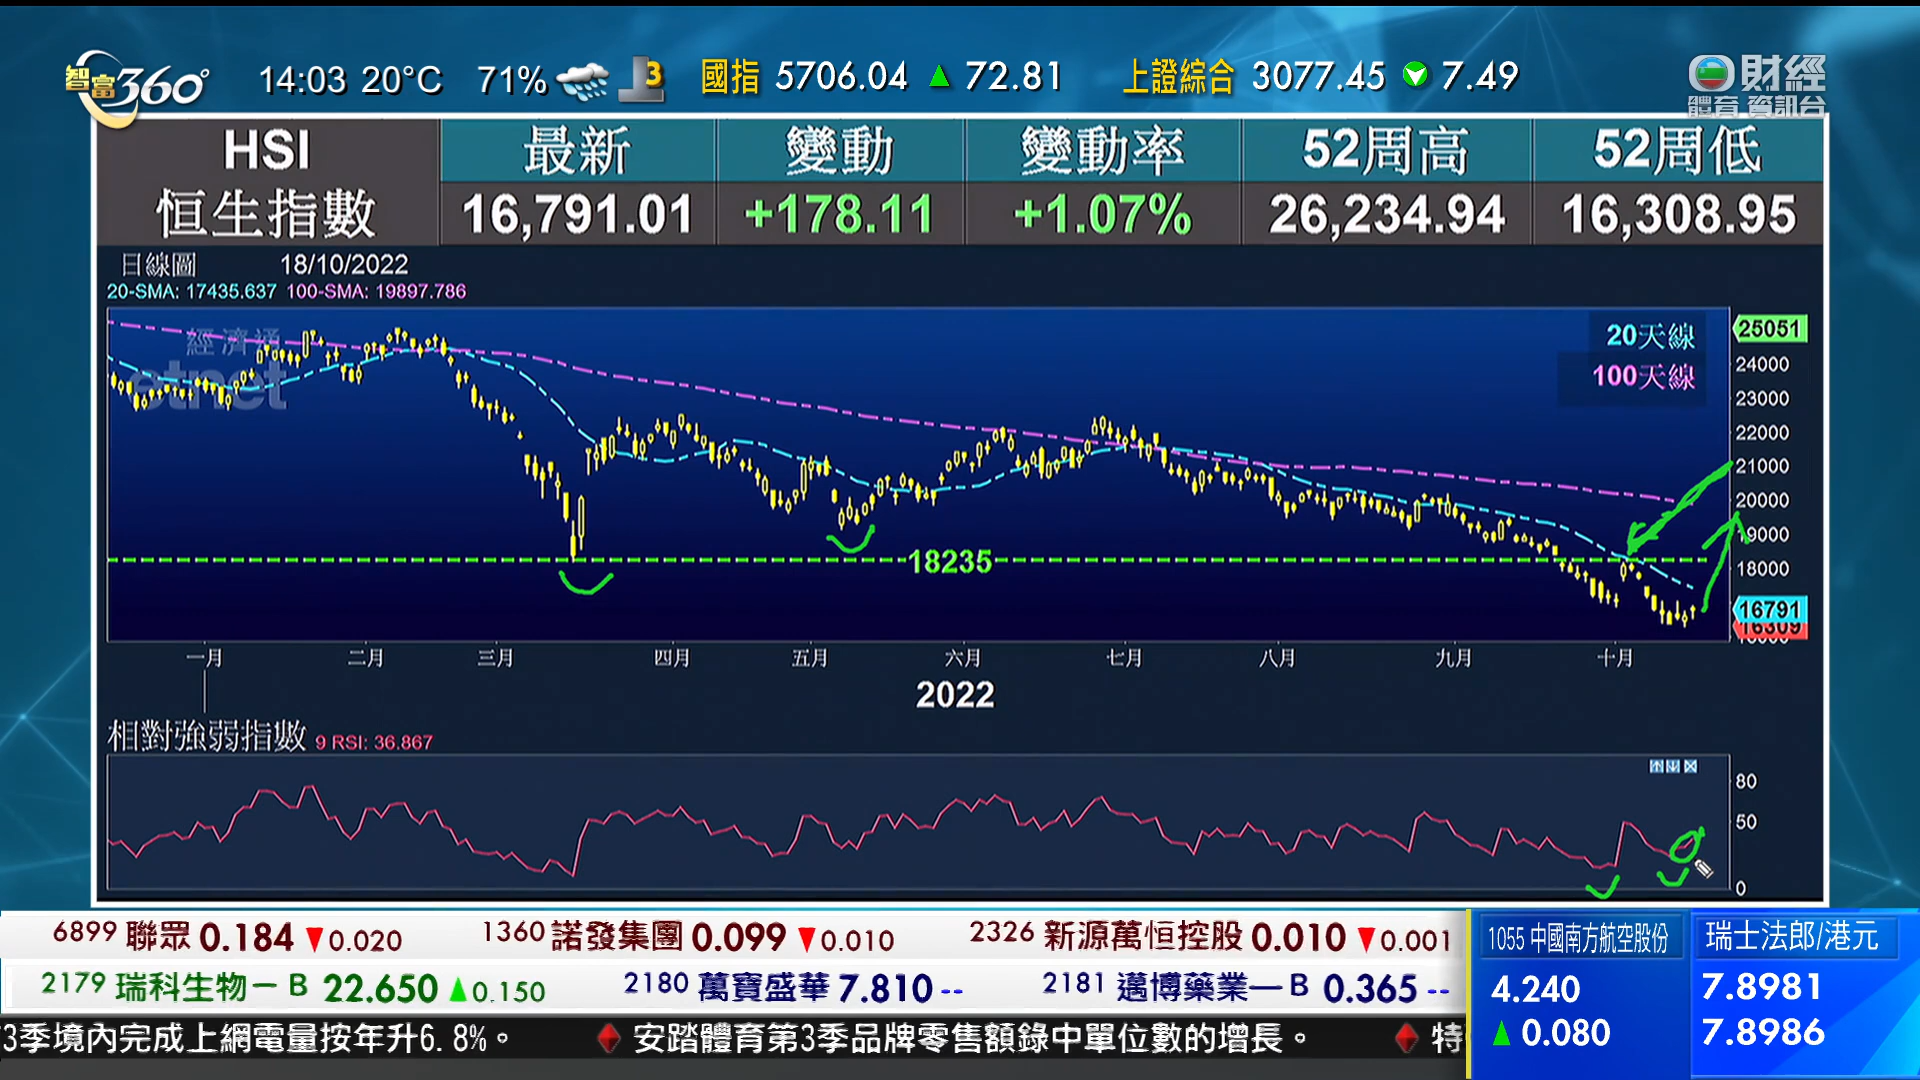 智富360°
14:03 20°C 71% 3 國指 5706.04 ▲ 72.81 上證綜合 3077.45 ▼ 7.49
財經
體育 資訊台
HSI 最新 變動 變動率 52周高 52周低
恒生指數 16,791.01 +178.11 +1.07% 26,234.94 16,308.95
日線圖 18/10/2022
20-SMA: 17435.637 100-SMA: 19897.786
經濟通
etnet
20天線
100天線
25051
24000
23000
22000
21000
20000
19000
18235
18000
16791
16309
16000
一月 二月 三月 四月 五月 六月 七月 八月 九月 十月
2022
相對強弱指數 9 RSI: 36.867
80
50
0
6899 聯眾 0.184 ▼0.020 1360 諾發集團 0.099 ▼0.010 2326 新源萬恒控股 0.010 ▼0.001
2179 瑞科生物一B 22.650 ▲0.150 2180 萬寶盛華 7.810 -- 2181 邁博藥業一B 0.365 --
3季境內完成上網電量按年升6.8%。 安踏體育第3季品牌零售額錄中單位數的增長。 特
1055 中國南方航空股份
4.240
▲ 0.080
瑞士法郎/港元
7.8981
7.8986